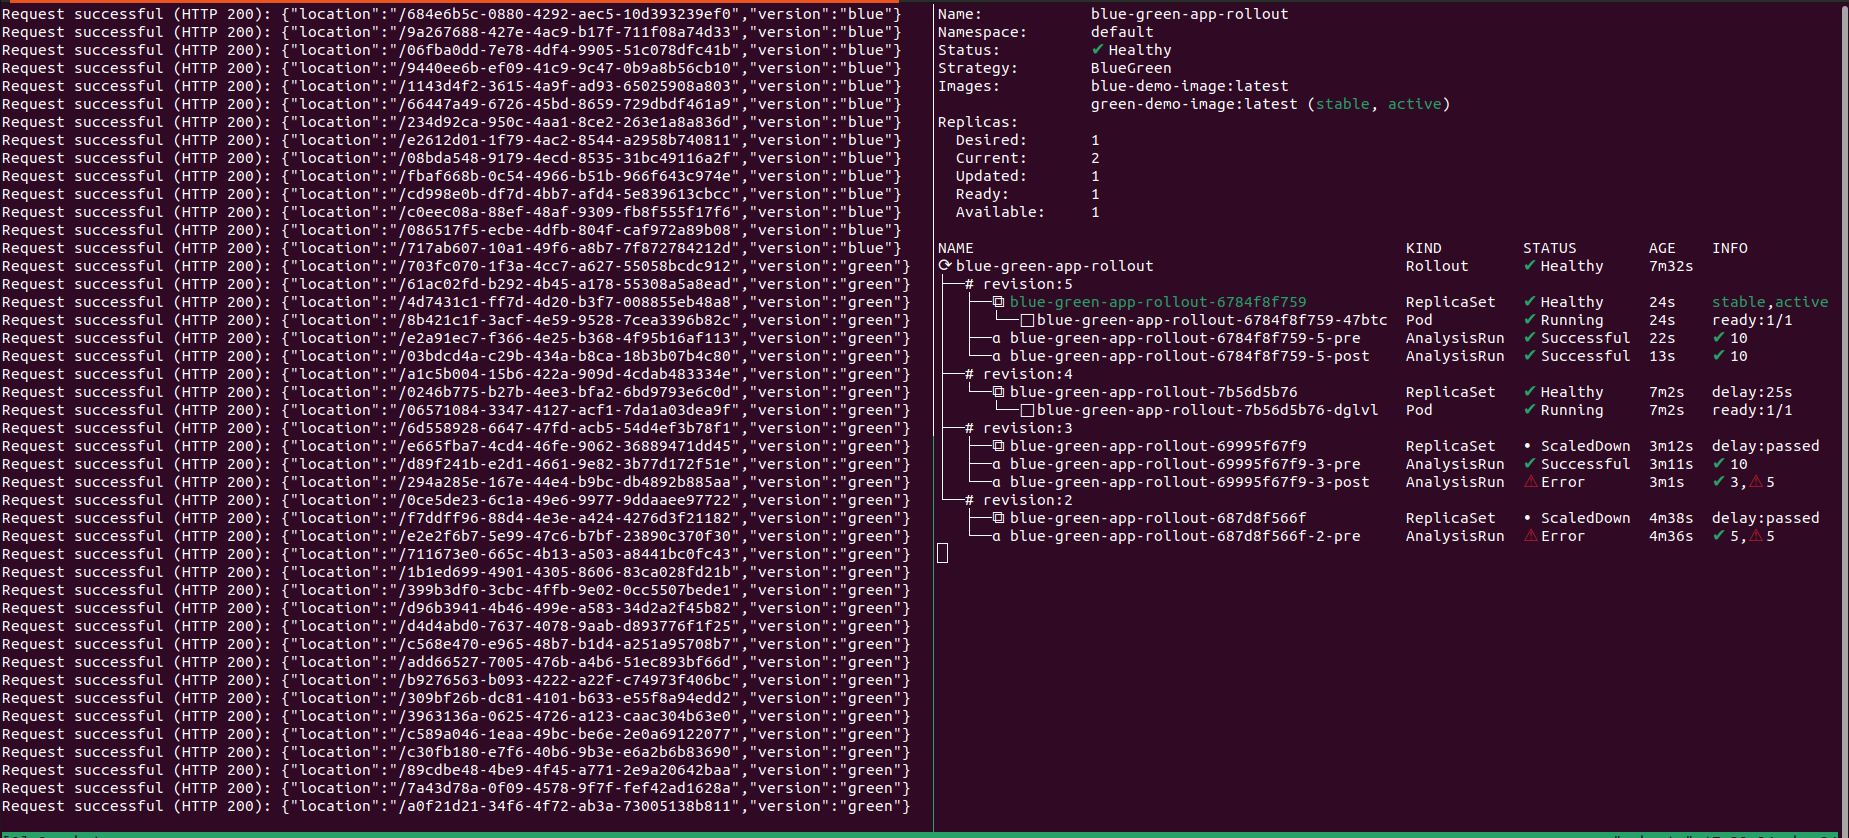 Request successful (HTTP 200): {"location":"/684e6b5c-0880-4292-aec5-10d393239ef0","version":"blue"}
Request successful (HTTP 200): {"location":"/9a267688-427e-4ac9-b17f-711f08a74d33","version":"blue"}
Request successful (HTTP 200): {"location":"/06fba0dd-7e78-4df4-9905-51c078dfc41b","version":"blue"}
Request successful (HTTP 200): {"location":"/9440ee6b-ef09-41c9-9c47-0b9a8b56cb10","version":"blue"}
Request successful (HTTP 200): {"location":"/1143d4f2-3615-4a9f-ad93-65025908a803","version":"blue"}
Request successful (HTTP 200): {"location":"/66447a49-6726-45bd-8659-729dbdf461a9","version":"blue"}
Request successful (HTTP 200): {"location":"/234d92ca-950c-4aa1-8ce2-263e1a8a836d","version":"blue"}
Request successful (HTTP 200): {"location":"/e2612d01-1f79-4ac2-8544-a2958b740811","version":"blue"}
Request successful (HTTP 200): {"location":"/08bda548-9179-4ecd-8535-31bc49116a2f","version":"blue"}
Request successful (HTTP 200): {"location":"/fbaf668b-0c54-4966-b51b-966f643c974e","version":"blue"}
Request successful (HTTP 200): {"location":"/cd998e0b-df7d-4bb7-afd4-5e839613cbcc","version":"blue"}
Request successful (HTTP 200): {"location":"/c0eec08a-88ef-48af-9309-fb8f555f17f6","version":"blue"}
Request successful (HTTP 200): {"location":"/086517f5-ecbe-4dfb-804f-caf972a89b08","version":"blue"}
Request successful (HTTP 200): {"location":"/717ab607-10a1-49f6-a8b7-7f872784212d","version":"blue"}
Request successful (HTTP 200): {"location":"/703fc070-1f3a-4cc7-a627-55058bcdc912","version":"green"}
Request successful (HTTP 200): {"location":"/61ac02fd-b292-4b45-a178-55308a5a8ead","version":"green"}
Request successful (HTTP 200): {"location":"/4d7431c1-ff7d-4d20-b3f7-008855eb48a8","version":"green"}
Request successful (HTTP 200): {"location":"/8b421c1f-3acf-4e59-9528-7cea3396b82c","version":"green"}
Request successful (HTTP 200): {"location":"/e2a91ec7-f366-4e25-b368-4f95b16af113","version":"green"}
Request successful (HTTP 200): {"location":"/03bdcd4a-c29b-434a-b8ca-18b3b07b4c80","version":"green"}
Request successful (HTTP 200): {"location":"/a1c5b004-15b6-422a-909d-4cdab483334e","version":"green"}
Request successful (HTTP 200): {"location":"/0246b775-b27b-4ee3-bfa2-6bd9793e6c0d","version":"green"}
Request successful (HTTP 200): {"location":"/06571084-3347-4127-acf1-7da1a03dea9f","version":"green"}
Request successful (HTTP 200): {"location":"/6d558928-6647-47fd-acb5-54d4ef3b78f1","version":"green"}
Request successful (HTTP 200): {"location":"/e665fba7-4cd4-46fe-9062-36889471dd45","version":"green"}
Request successful (HTTP 200): {"location":"/d89f241b-e2d1-4661-9e82-3b77d172f51e","version":"green"}
Request successful (HTTP 200): {"location":"/294a285e-167e-44e4-b9bc-db4892b885aa","version":"green"}
Request successful (HTTP 200): {"location":"/0ce5de23-6c1a-49e6-9977-9ddaaee97722","version":"green"}
Request successful (HTTP 200): {"location":"/f7ddff96-88d4-4e3e-a424-4276d3f21182","version":"green"}
Request successful (HTTP 200): {"location":"/e2e2f6b7-5e99-47c6-b7bf-23890c370f30","version":"green"}
Request successful (HTTP 200): {"location":"/711673e0-665c-4b13-a503-a8441bc0fc43","version":"green"}
Request successful (HTTP 200): {"location":"/1b1ed699-4901-4305-8606-83ca028fd21b","version":"green"}
Request successful (HTTP 200): {"location":"/399b3df0-3cbc-4ffb-9e02-0cc5507bede1","version":"green"}
Request successful (HTTP 200): {"location":"/d96b3941-4b46-499e-a583-34d2a2f45b82","version":"green"}
Request successful (HTTP 200): {"location":"/d4d4abd0-7637-4078-9aab-d893776f1f25","version":"green"}
Request successful (HTTP 200): {"location":"/c568e470-e965-48b7-b1d4-a251a95708b7","version":"green"}
Request successful (HTTP 200): {"location":"/add66527-7005-476b-a4b6-51ec893bf66d","version":"green"}
Request successful (HTTP 200): {"location":"/b9276563-b093-4222-a22f-c74973f406bc","version":"green"}
Request successful (HTTP 200): {"location":"/309bf26b-dc81-4101-b633-e55f8a94edd2","version":"green"}
Request successful (HTTP 200): {"location":"/3963136a-0625-4726-a123-caac304b63e0","version":"green"}
Request successful (HTTP 200): {"location":"/c589a046-1eaa-49bc-be6e-2e0a69122077","version":"green"}
Request successful (HTTP 200): {"location":"/c30fb180-e7f6-40b6-9b3e-e6a2b6b83690","version":"green"}
Request successful (HTTP 200): {"location":"/89cdbe48-4be9-4f45-a771-2e9a20642baa","version":"green"}
Request successful (HTTP 200): {"location":"/7a43d78a-0f09-4578-9f7f-fef42ad1628a","version":"green"}
Request successful (HTTP 200): {"location":"/a0f21d21-34f6-4f72-ab3a-73005138b811","version":"green"}
Name: blue-green-app-rollout
Namespace: default
Status: ✔ Healthy
Strategy: BlueGreen
Images: blue-demo-image:latest
green-demo-image:latest (stable, active)
Replicas:
Desired: 1
Current: 2
Updated: 1
Ready: 1
Available: 1
NAME KIND STATUS AGE INFO
⟳ blue-green-app-rollout Rollout ✔ Healthy 7m32s
├──# revision:5
│ ├──⧉ blue-green-app-rollout-6784f8f759 ReplicaSet ✔ Healthy 24s stable,active
│ │ └──□ blue-green-app-rollout-6784f8f759-47btc Pod ✔ Running 24s ready:1/1
│ ├──α blue-green-app-rollout-6784f8f759-5-pre AnalysisRun ✔ Successful 22s ✔ 10
│ └──α blue-green-app-rollout-6784f8f759-5-post AnalysisRun ✔ Successful 13s ✔ 10
├──# revision:4
│ └──⧉ blue-green-app-rollout-7b56d5b76 ReplicaSet ✔ Healthy 7m2s delay:25s
│ └──□ blue-green-app-rollout-7b56d5b76-dglvl Pod ✔ Running 7m2s ready:1/1
├──# revision:3
│ ├──⧉ blue-green-app-rollout-69995f67f9 ReplicaSet • ScaledDown 3m12s delay:passed
│ ├──α blue-green-app-rollout-69995f67f9-3-pre AnalysisRun ✔ Successful 3m11s ✔ 10
│ └──α blue-green-app-rollout-69995f67f9-3-post AnalysisRun ⚠ Error 3m1s ✔ 3,⚠ 5
└──# revision:2
├──⧉ blue-green-app-rollout-687d8f566f ReplicaSet • ScaledDown 4m38s delay:passed
└──α blue-green-app-rollout-687d8f566f-2-pre AnalysisRun ⚠ Error 4m36s ✔ 5,⚠ 5